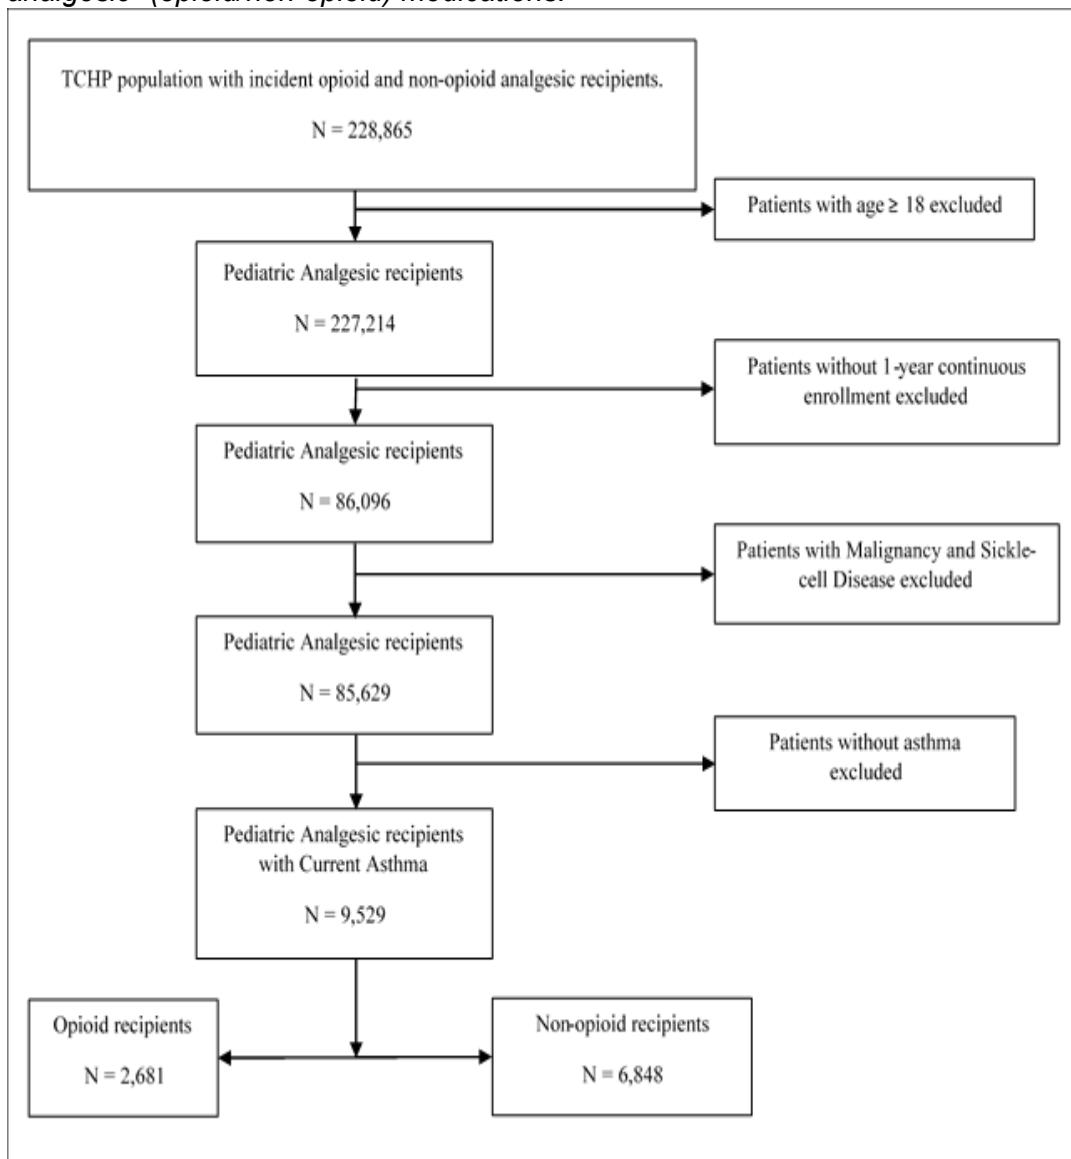 analgesic (opioid/non-opioid) medications.
TCHP population with incident opioid and non-opioid analgesic recipients.
N = 228,865
Patients with age ≥ 18 excluded
Pediatric Analgesic recipients
N = 227,214
Patients without 1-year continuous
enrollment excluded
Pediatric Analgesic recipients
N = 86,096
Patients with Malignancy and Sickle-
cell Disease excluded
Pediatric Analgesic recipients
N = 85,629
Patients without asthma
excluded
Pediatric Analgesic recipients
with Current Asthma
N = 9,529
Opioid recipients
N = 2,681
Non-opioid recipients
N = 6,848